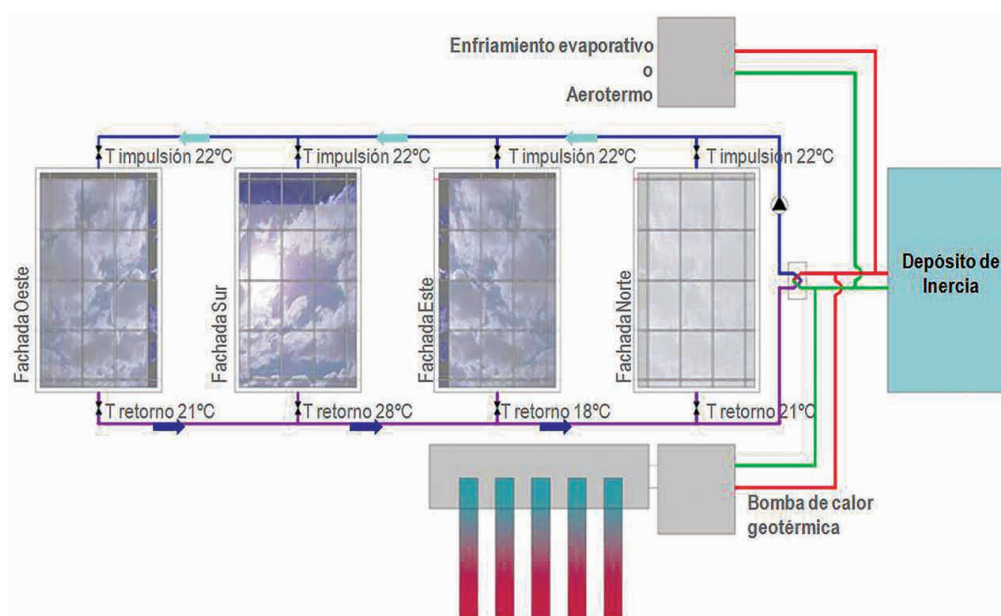 Enfriamiento evaporativo
o
Aerotermo
T impulsión 22ºC
T impulsión 22ºC
T impulsión 22ºC
T impulsión 22ºC
Fachada Oeste
Fachada Sur
Fachada Este
Fachada Norte
Depósito de
Inercia
T retorno 21ºC
T retorno 28ºC
T retorno 18ºC
T retorno 21ºC
Bomba de calor
geotérmica